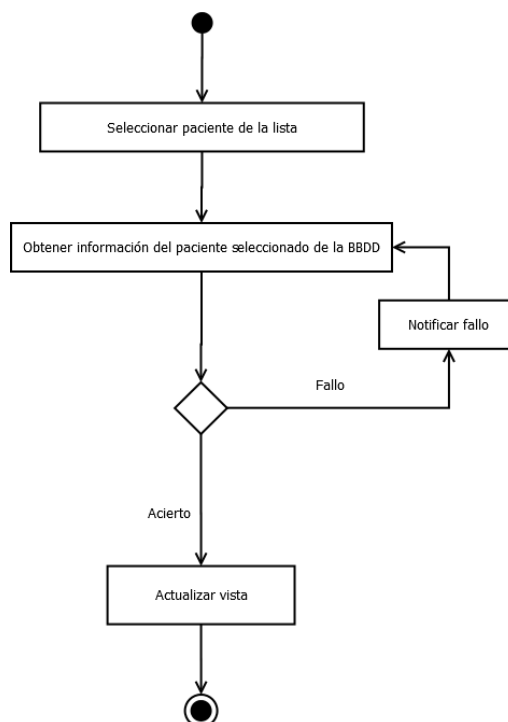 Seleccionar paciente de la lista
Obtener información del paciente seleccionado de la BBDD
Notificar fallo
Fallo
Acierto
Actualizar vista